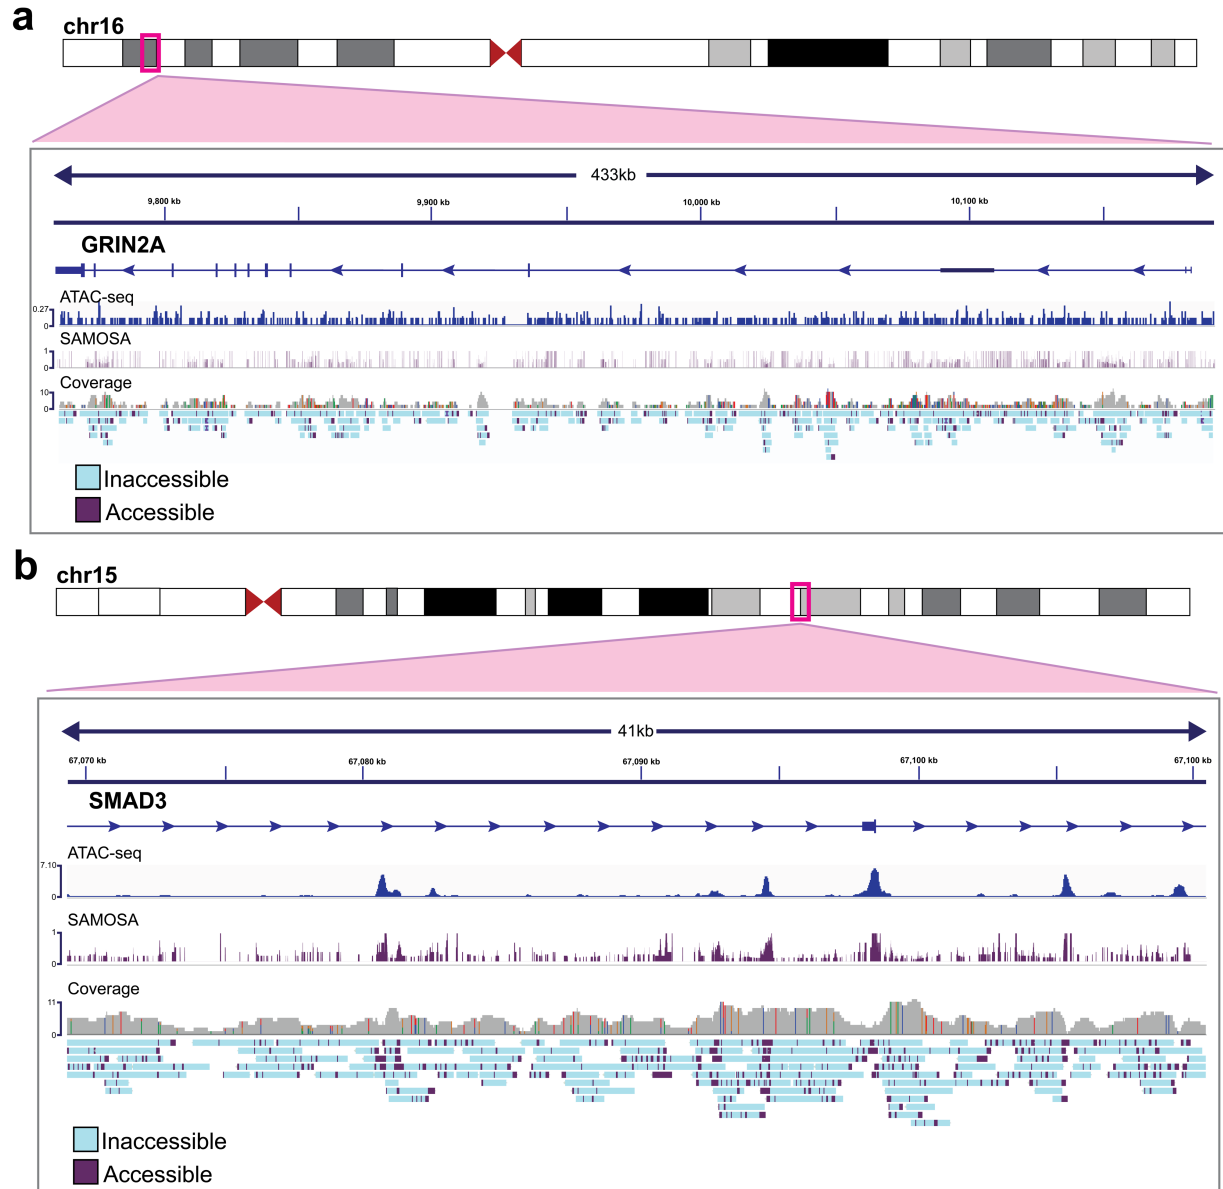 a
chr16
433kb
9,800 kb 9,900 kb 10,000 kb 10,100 kb
GRIN2A
ATAC-seq
0.27
0
SAMOSA
1
0
Coverage
10
0
Inaccessible
Accessible
b
chr15
41kb
67,070 kb 67,080 kb 67,090 kb 67,100 kb 67,100 kb
SMAD3
ATAC-seq
7.10
0
SAMOSA
1
0
Coverage
11
0
Inaccessible
Accessible